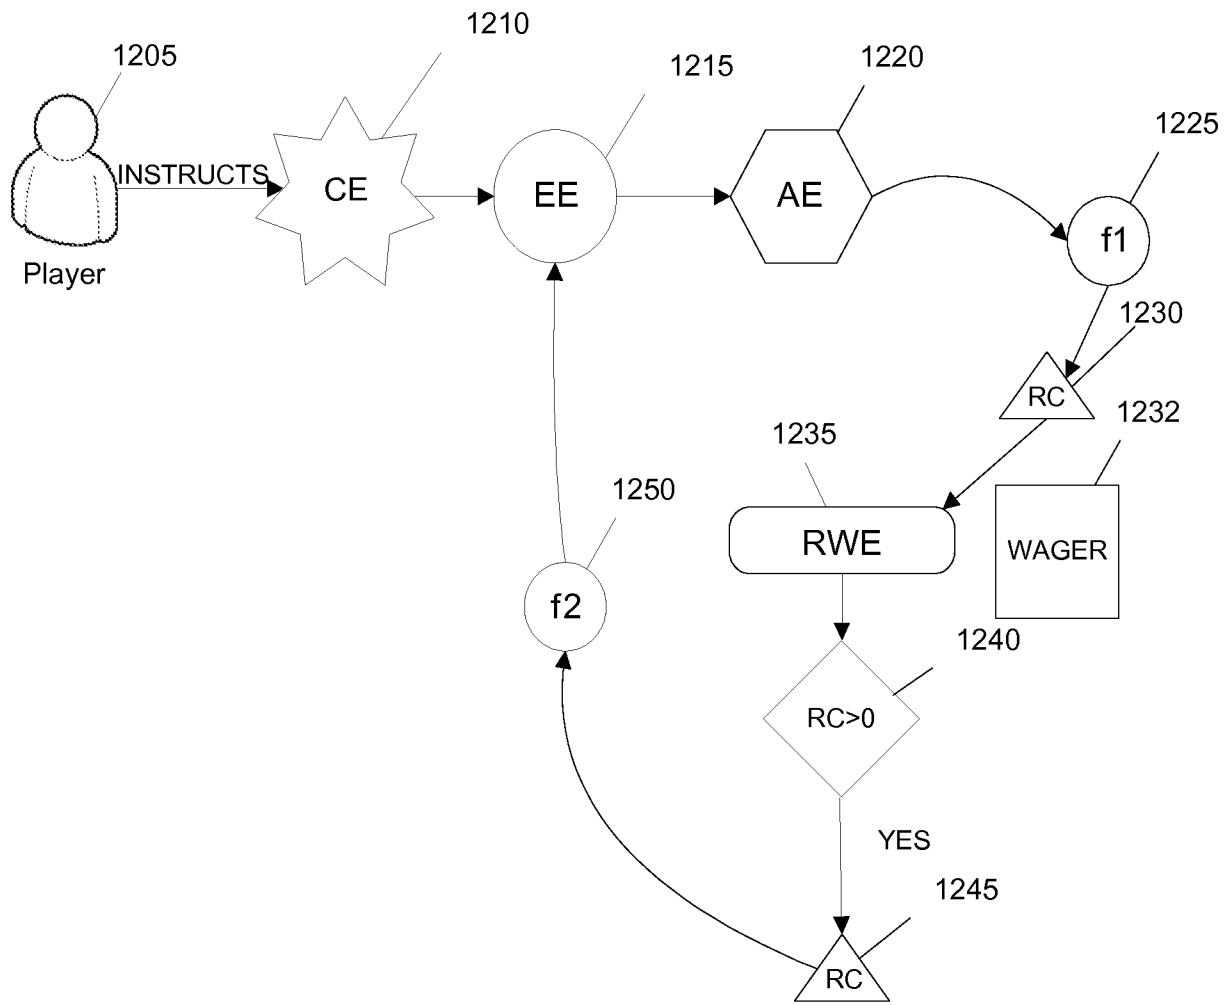 1210
1205
1215
1220
1225
INSTRUCTS
CE
EE
AE
f1
Player
1230
RC
1232
1235
1250
RWE
WAGER
f2
1240
RC>0
YES
1245
RC